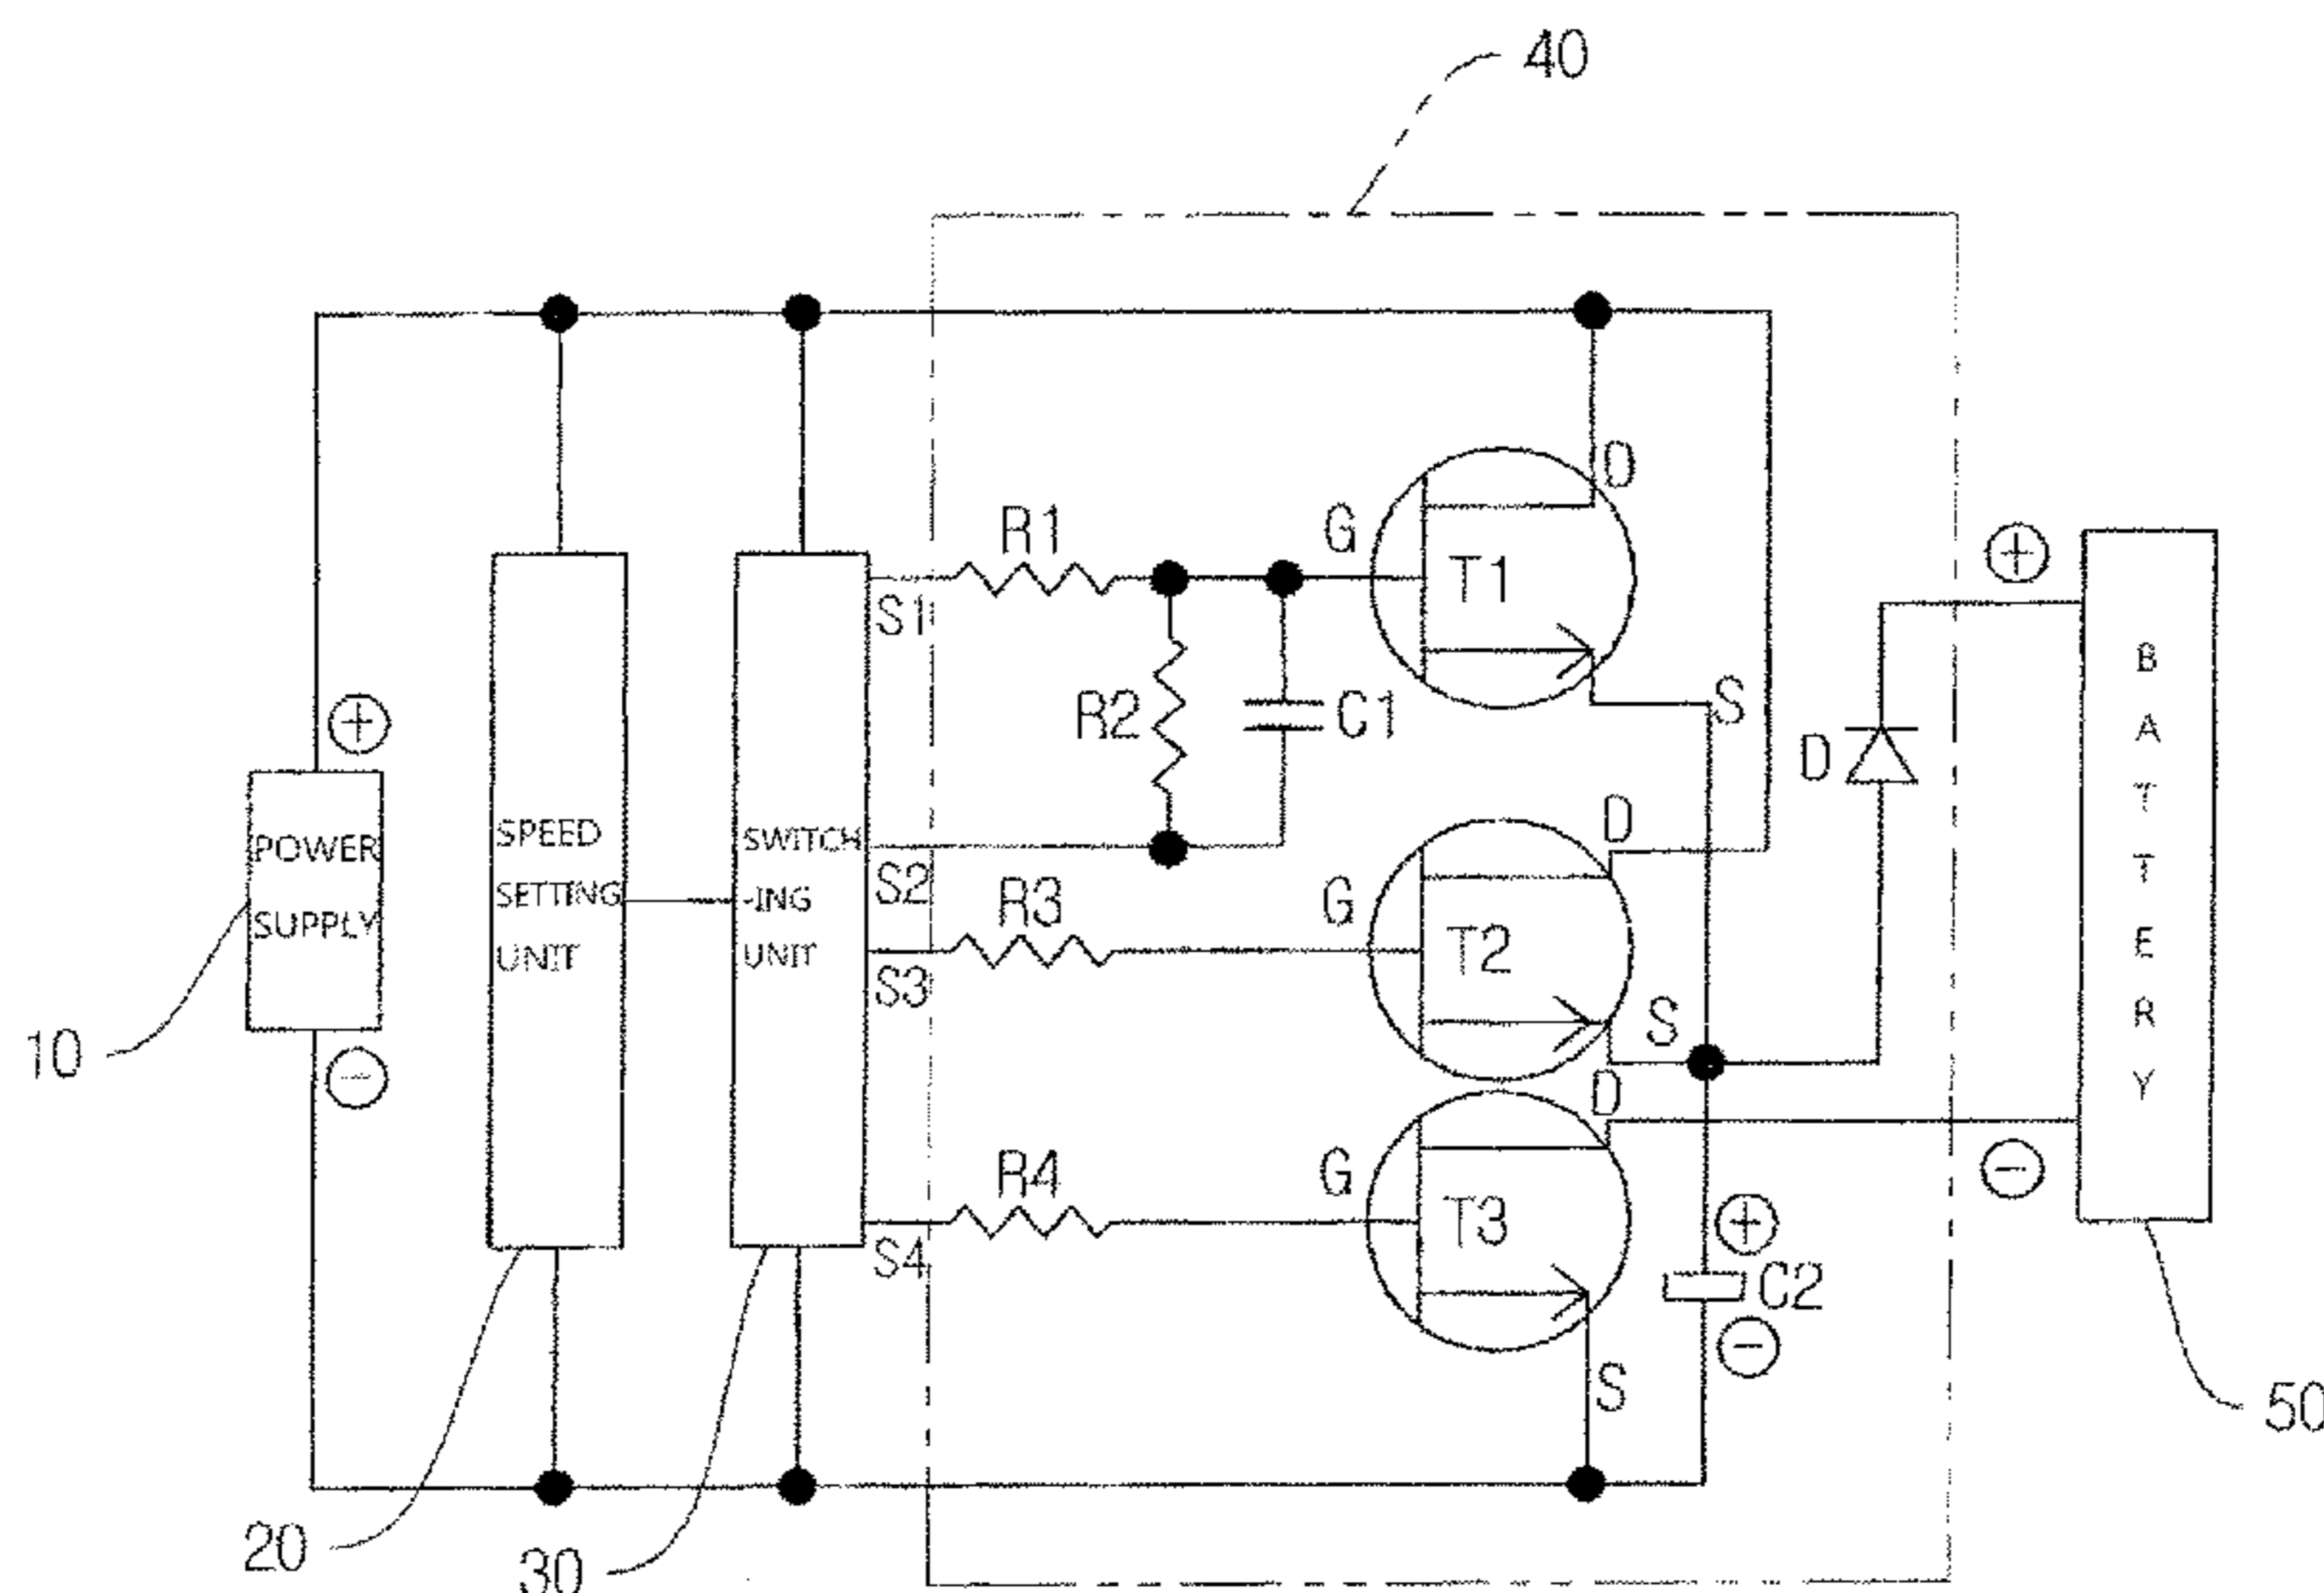 40
R1
G
D
T1
S1
R2
C1
S
D
POWER
SUPPLY
SPEED
SETTING
UNIT
SWITCH
-ING
UNIT
S2
R3
G
D
T2
S3
S
10
R4
G
D
T3
S4
S
C2
B
A
T
T
E
R
Y
20
30
50